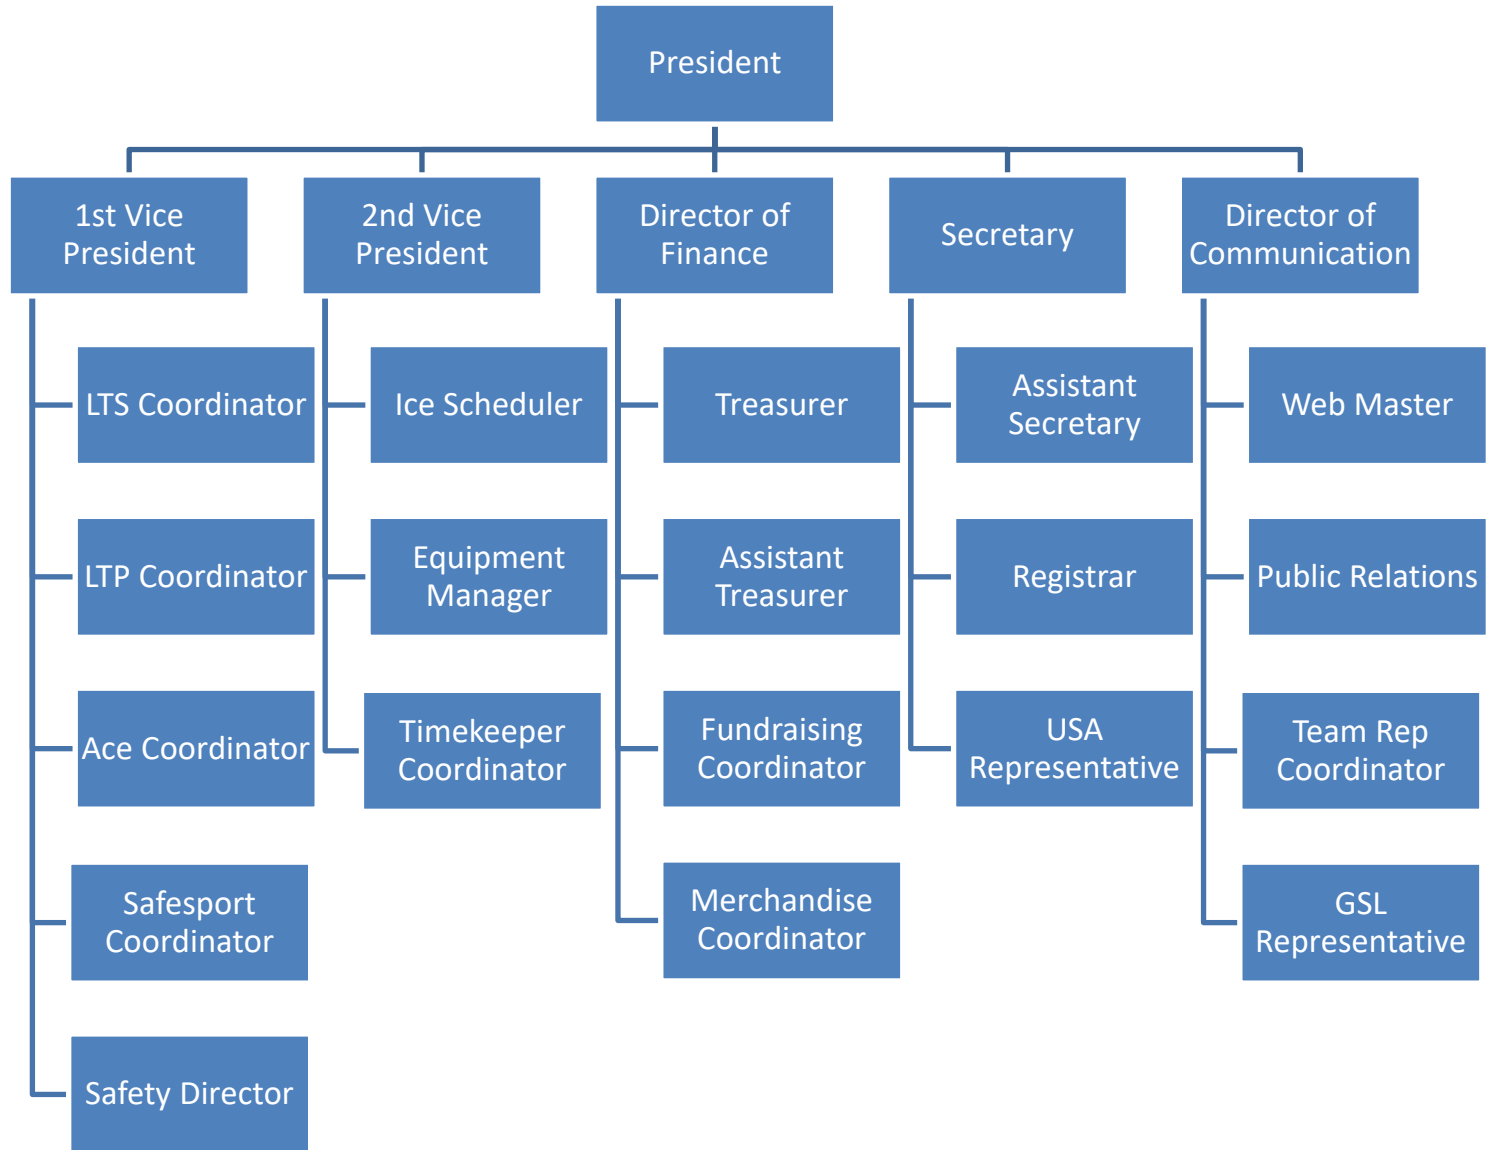 President
1st Vice
President
2nd Vice
President
Director of
Finance
Secretary
Director of
Communication
LTS Coordinator
Ice Scheduler
Treasurer
Assistant
Secretary
Web Master
LTP Coordinator
Equipment
Manager
Assistant
Treasurer
Registrar
Public Relations
Ace Coordinator
Timekeeper
Coordinator
Fundraising
Coordinator
USA
Representative
Team Rep
Coordinator
Safesport
Coordinator
Merchandise
Coordinator
GSL
Representative
Safety Director